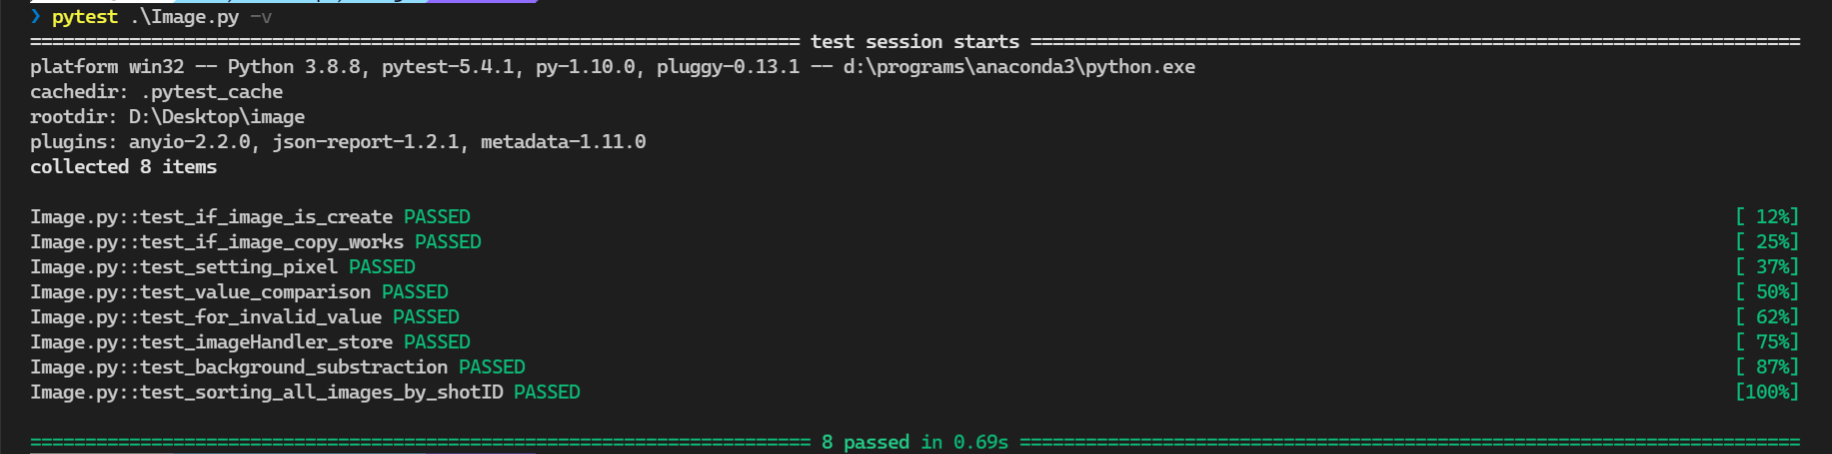 ❯ pytest .\Image.py -v
====================================================================== test session starts ======================================================================
platform win32 -- Python 3.8.8, pytest-5.4.1, py-1.10.0, pluggy-0.13.1 -- d:\programs\anaconda3\python.exe
cachedir: .pytest_cache
rootdir: D:\Desktop\image
plugins: anyio-2.2.0, json-report-1.2.1, metadata-1.11.0
collected 8 items
Image.py::test_if_image_is_create PASSED [ 12%]
Image.py::test_if_image_copy_works PASSED [ 25%]
Image.py::test_setting_pixel PASSED [ 37%]
Image.py::test_value_comparison PASSED [ 50%]
Image.py::test_for_invalid_value PASSED [ 62%]
Image.py::test_imageHandler_store PASSED [ 75%]
Image.py::test_background_substraction PASSED [ 87%]
Image.py::test_sorting_all_images_by_shotID PASSED [100%]
======================================================================= 8 passed in 0.69s =======================================================================